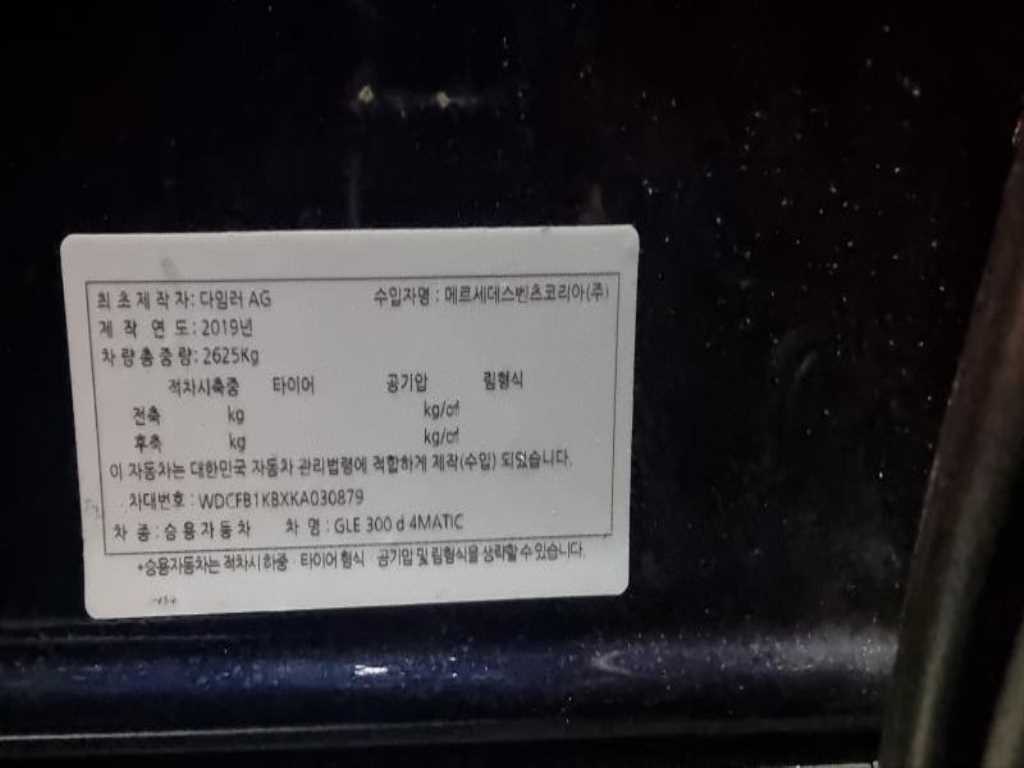 최초제작자: 다임러 AG 수입자명 : 메르세데스벤츠코리아(주)
제 작 연 도: 2019년
차량총중량: 2625Kg
적차시축중 타이어 공기압 림형식
전축 kg kg/㎠
후축 kg kg/㎠
이 자동차는 대한민국 자동차 관리법령에 적합하게 제작(수입) 되었습니다.
차대번호 : WDCFB1KBXKA030879
차 종 : 승용자동차 차 명 : GLE 300 d 4MATIC
*승용자동차는 적차시 하중 · 타이어 형식 · 공기압 및 림형식을 생략할 수 있습니다.